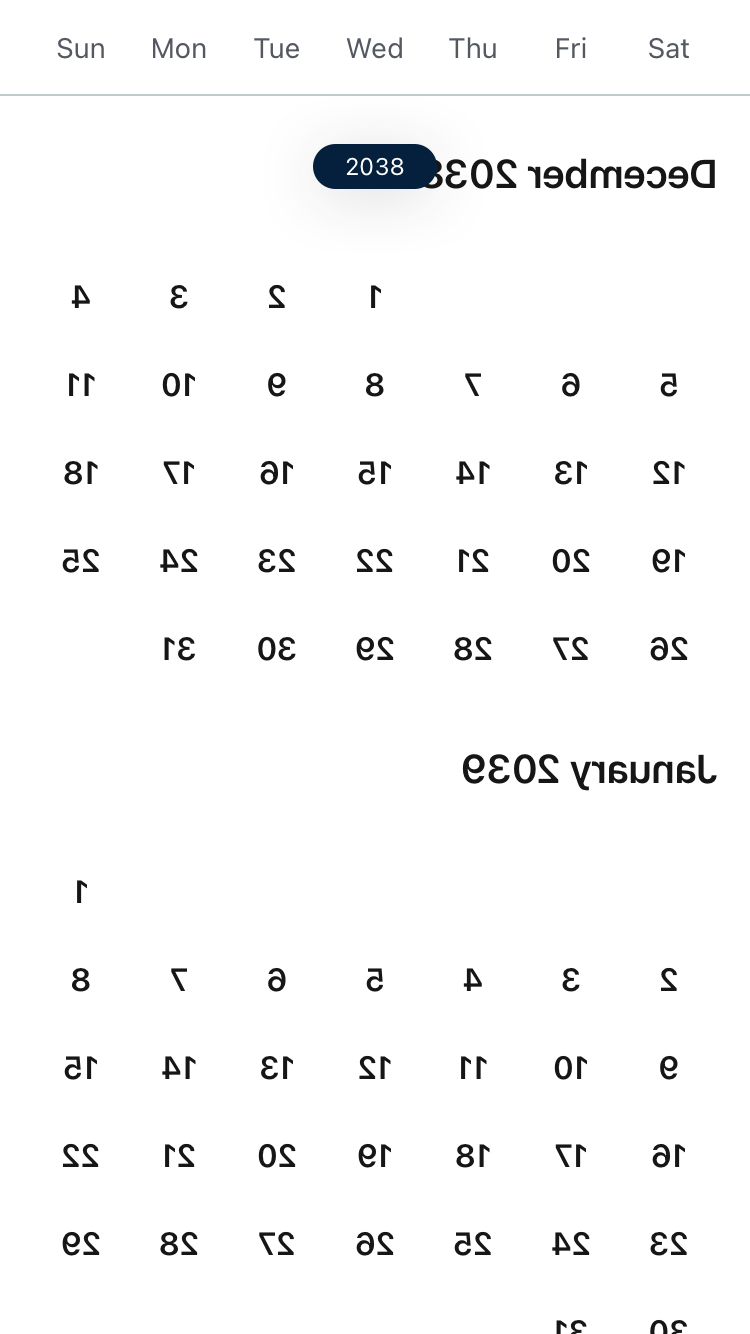 Sun Mon Tue Wed Thu Fri Sat
2038
December 2038
1 2 3 4
5 6 7 8 9 10 11
12 13 14 15 16 17 18
19 20 21 22 23 24 25
26 27 28 29 30 31
January 2039
1
2 3 4 5 6 7 8
9 10 11 12 13 14 15
16 17 18 19 20 21 22
23 24 25 26 27 28 29
30 31